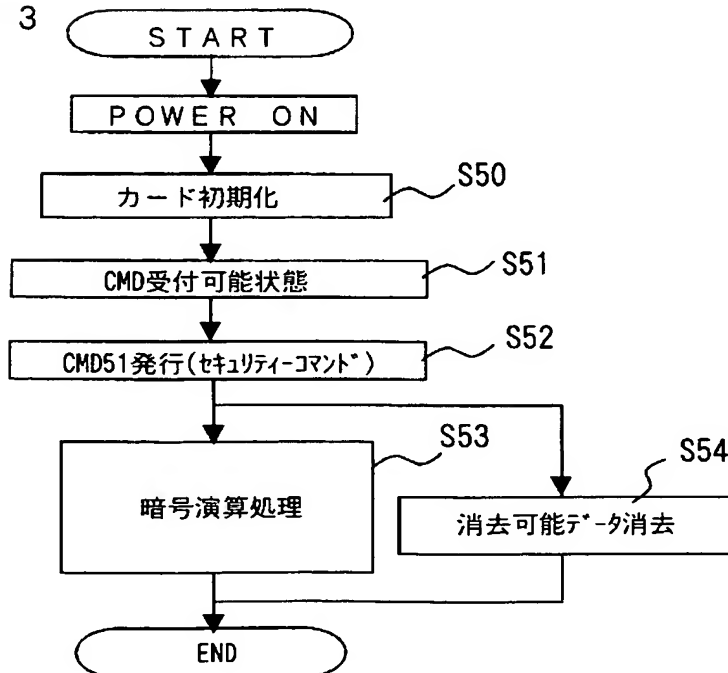 3
START
POWER ON
カード初期化
S50
CMD受付可能状態
S51
CMD51発行(ｾｷｭﾘﾃｨｰｺﾏﾝﾄﾞ)
S52
暗号演算処理
S53
消去可能ﾃﾞｰﾀ消去
S54
END